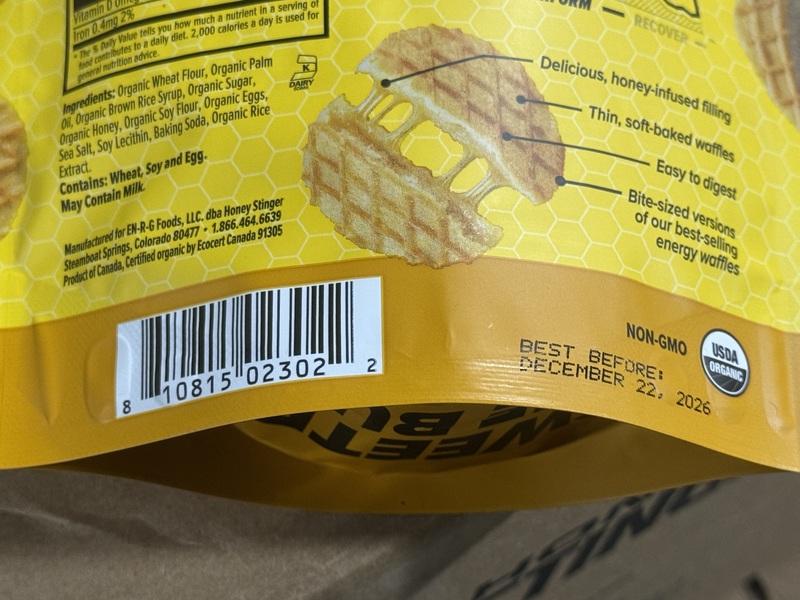 Vitamin D 0mcg
Iron 0.4mg 2%
* The % Daily Value tells you how much a nutrient in a serving of
food contributes to a daily diet. 2,000 calories a day is used for
general nutrition advice.
Ingredients: Organic Wheat Flour, Organic Palm
Oil, Organic Brown Rice Syrup, Organic Sugar,
Organic Honey, Organic Soy Flour, Organic Eggs,
Sea Salt, Soy Lecithin, Baking Soda, Organic Rice
Extract.
Contains: Wheat, Soy and Egg.
May Contain Milk.
K
DAIRY
Manufactured for EN-R-G Foods, LLC. dba Honey Stinger
Steamboat Springs, Colorado 80477 • 1.866.464.6639
Product of Canada, Certified organic by Ecocert Canada 91305
RECOVER
Delicious, honey-infused filling
Thin, soft-baked waffles
Easy to digest
Bite-sized versions
of our best-selling
energy waffles
8 10815 02302 2
BEST BEFORE:
DECEMBER 22, 2026
NON-GMO
USDA
ORGANIC